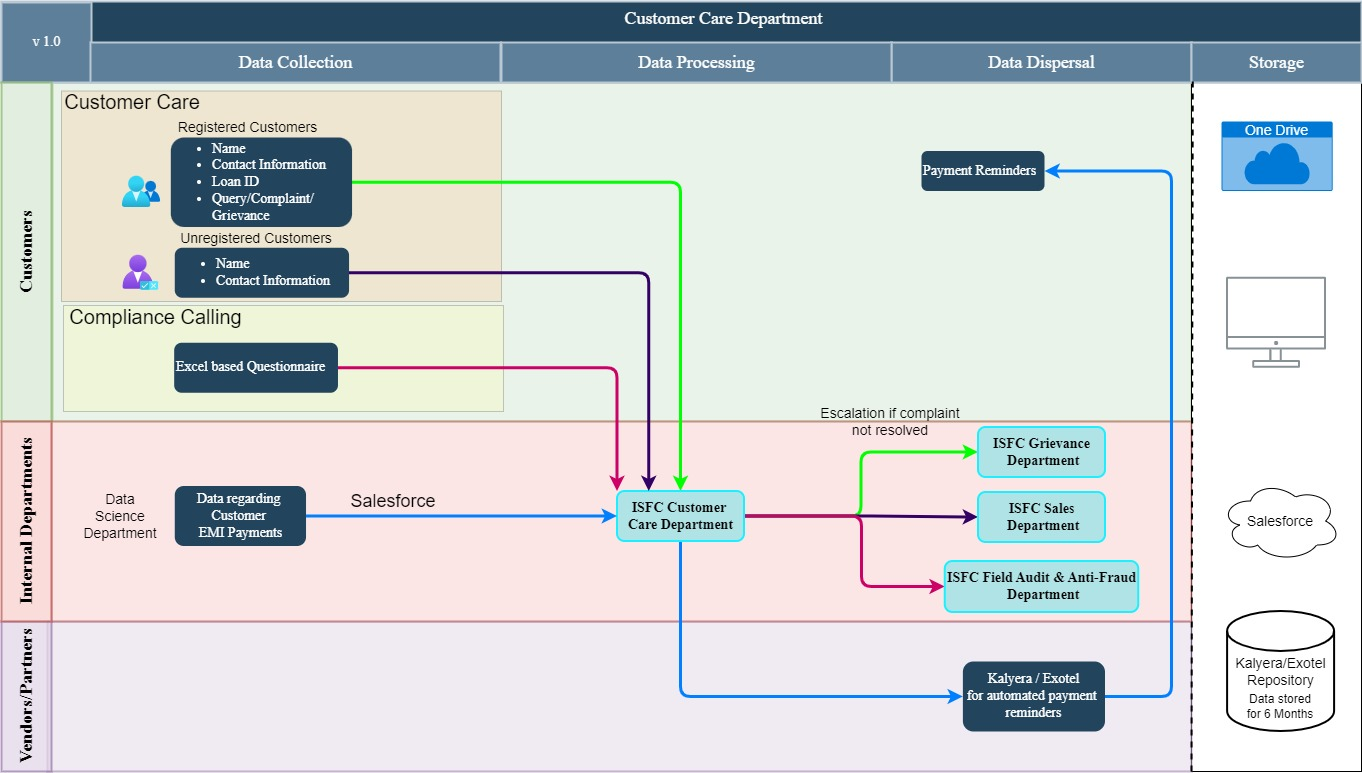 Customer Care Department
v 1.0
Data Collection
Data Processing
Data Dispersal
Storage
Customers
Customer Care
Registered Customers
• Name
• Contact Information
• Loan ID
• Query/Complaint/
Grievance
Unregistered Customers
• Name
• Contact Information
Compliance Calling
Excel based Questionnaire
Payment Reminders
One Drive
Internal Departments
Data
Science
Department
Data regarding
Customer
EMI Payments
Salesforce
ISFC Customer
Care Department
Escalation if complaint
not resolved
ISFC Grievance
Department
ISFC Sales
Department
ISFC Field Audit & Anti-Fraud
Department
Salesforce
Vendors/Partners
Kalyera / Exotel
for automated payment
reminders
Kalyera/Exotel
Repository
Data stored
for 6 Months